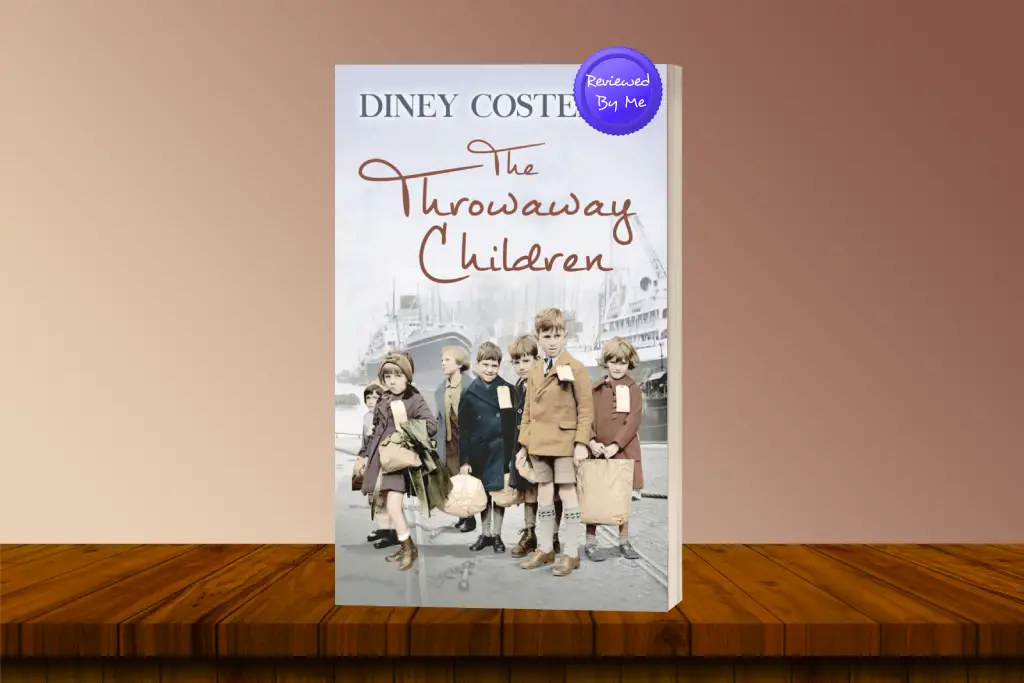 DINEY COSTE
Reviewed
By Me
The
Throwaway
Children